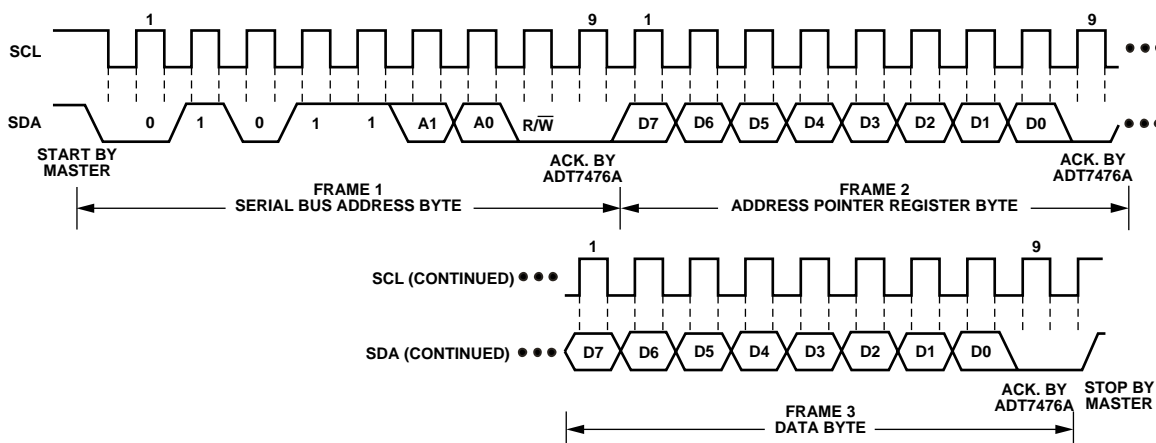 1 9 1 9
SCL
SDA 0 1 0 1 1 A1 A0 R/W̅ D7 D6 D5 D4 D3 D2 D1 D0
START BY
MASTER
ACK. BY
ADT7476A
ACK. BY
ADT7476A
FRAME 1
SERIAL BUS ADDRESS BYTE
FRAME 2
ADDRESS POINTER REGISTER BYTE
1 9
SCL (CONTINUED)
SDA (CONTINUED) D7 D6 D5 D4 D3 D2 D1 D0
ACK. BY
ADT7476A
STOP BY
MASTER
FRAME 3
DATA BYTE